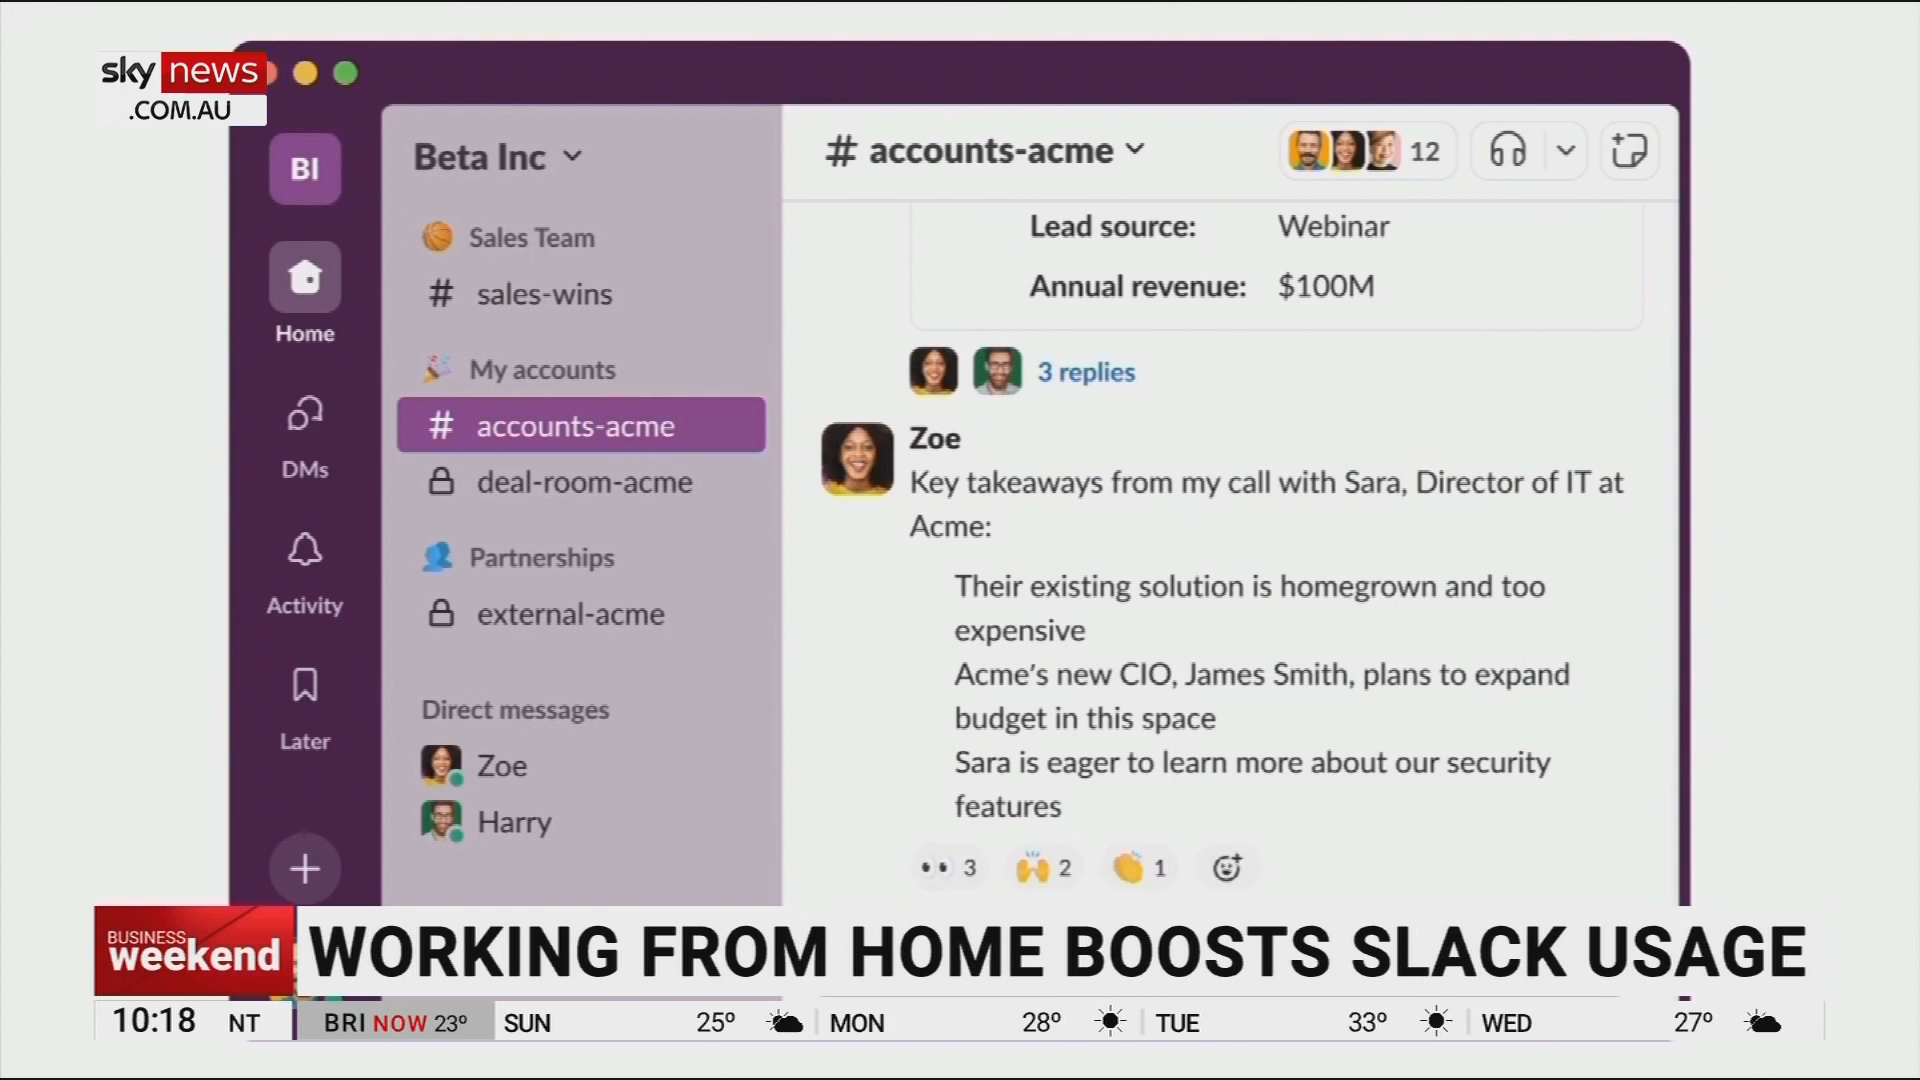 sky news
.COM.AU
BI
Home
DMs
Activity
Later
Beta Inc
Sales Team
# sales-wins
My accounts
# accounts-acme
deal-room-acme
Partnerships
external-acme
Direct messages
Zoe
Harry
# accounts-acme
12
Lead source: Webinar
Annual revenue: $100M
3 replies
Zoe
Key takeaways from my call with Sara, Director of IT at
Acme:
Their existing solution is homegrown and too
expensive
Acme's new CIO, James Smith, plans to expand
budget in this space
Sara is eager to learn more about our security
features
3 2 1
BUSINESS
weekend
WORKING FROM HOME BOOSTS SLACK USAGE
10:18 NT BRI NOW 23º SUN 25º MON 28º TUE 33º WED 27º